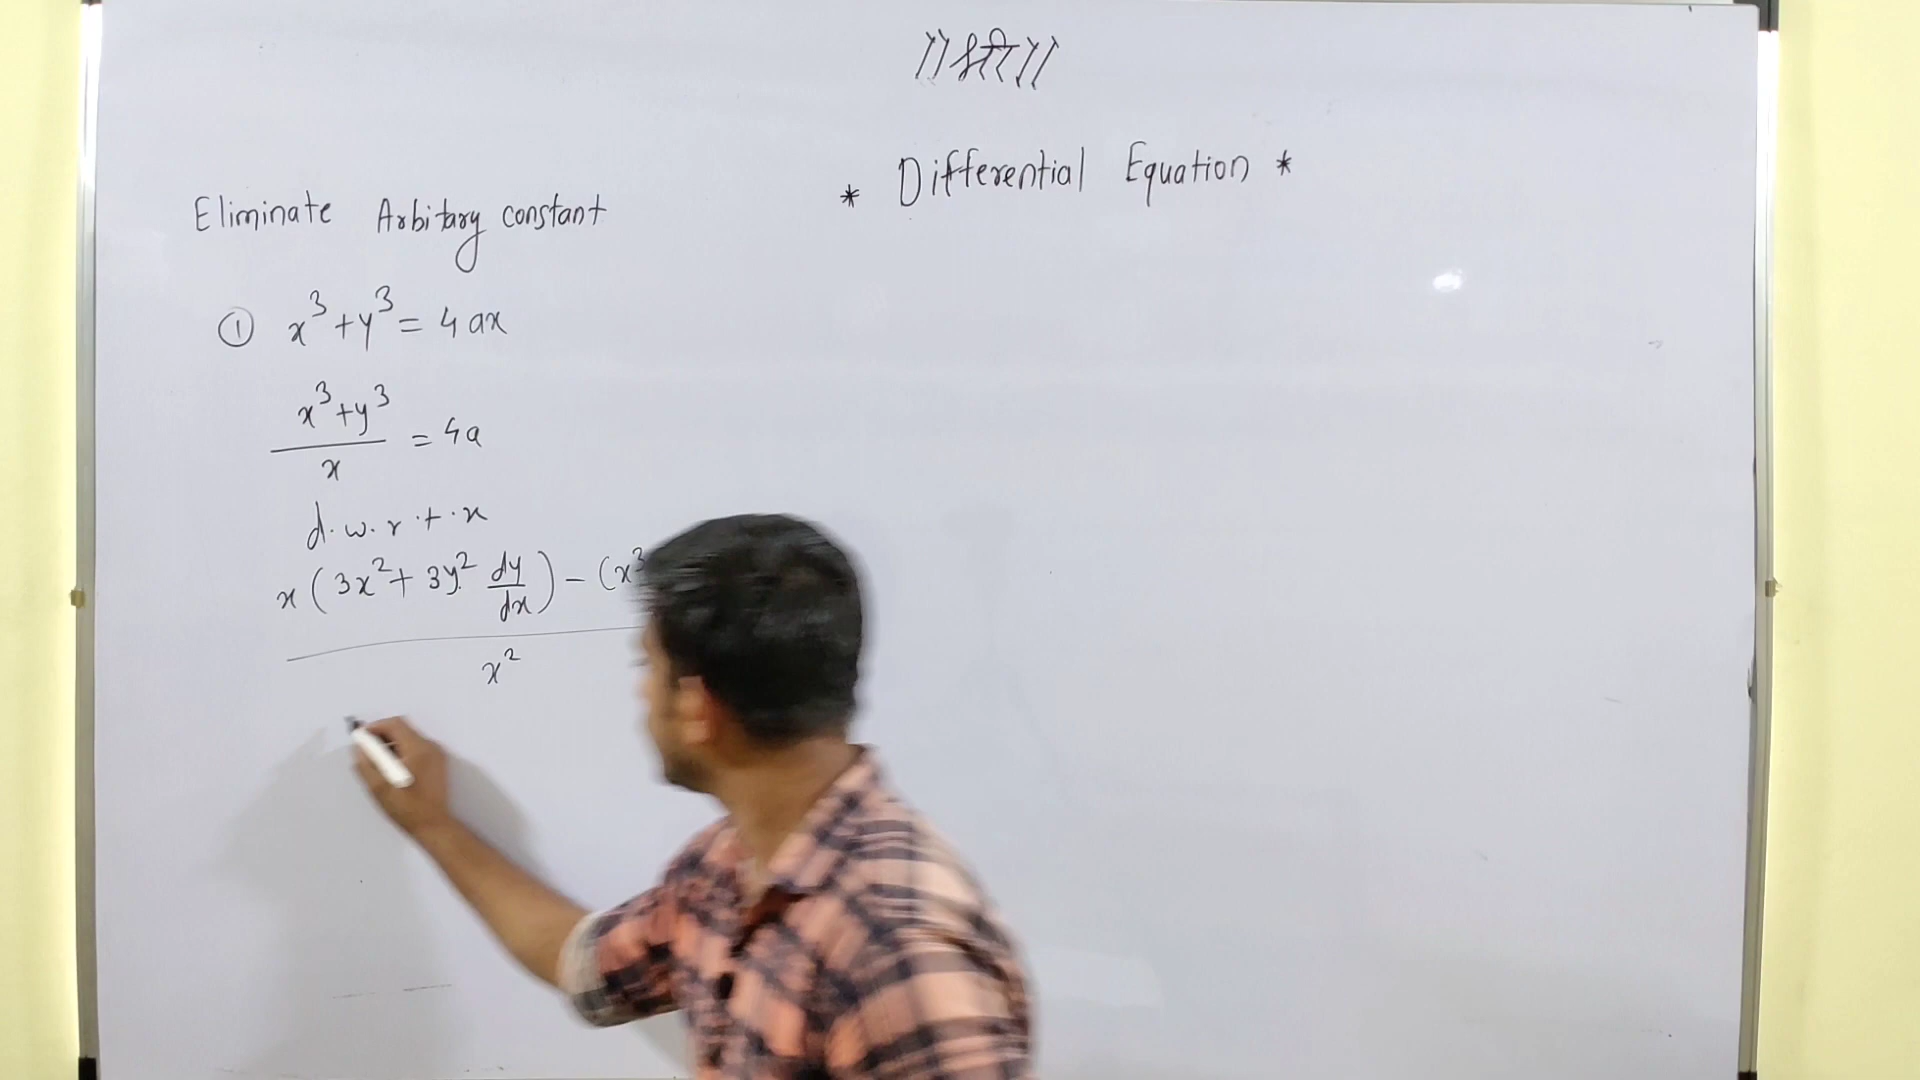 ।।श्री।।
* Differential Equation *
Eliminate Arbitary constant
① x³+y³ = 4ax
x³+y³
x
= 4a
d.w.r.t.x
x(3x²+3y² dy/dx) - (x³
x²